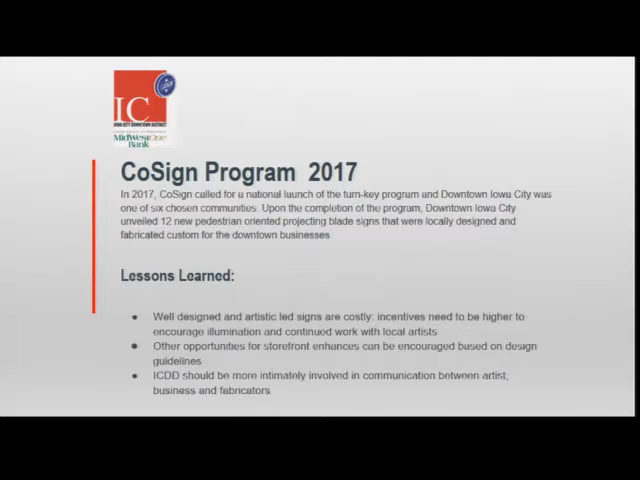 IC
IOWA CITY DOWNTOWN DISTRICT
MidWestOne
Bank
CoSign Program 2017
In 2017, CoSign called for a national launch of the turn-key program and Downtown Iowa City was
one of six chosen communities. Upon the completion of the program, Downtown Iowa City
unveiled 12 new pedestrian oriented projecting blade signs that were locally designed and
fabricated custom for the downtown businesses
Lessons Learned:
● Well designed and artistic led signs are costly: incentives need to be higher to
encourage illumination and continued work with local artists
● Other opportunities for storefront enhances can be encouraged based on design
guidelines
● ICDD should be more intimately involved in communication between artist,
business and fabricators